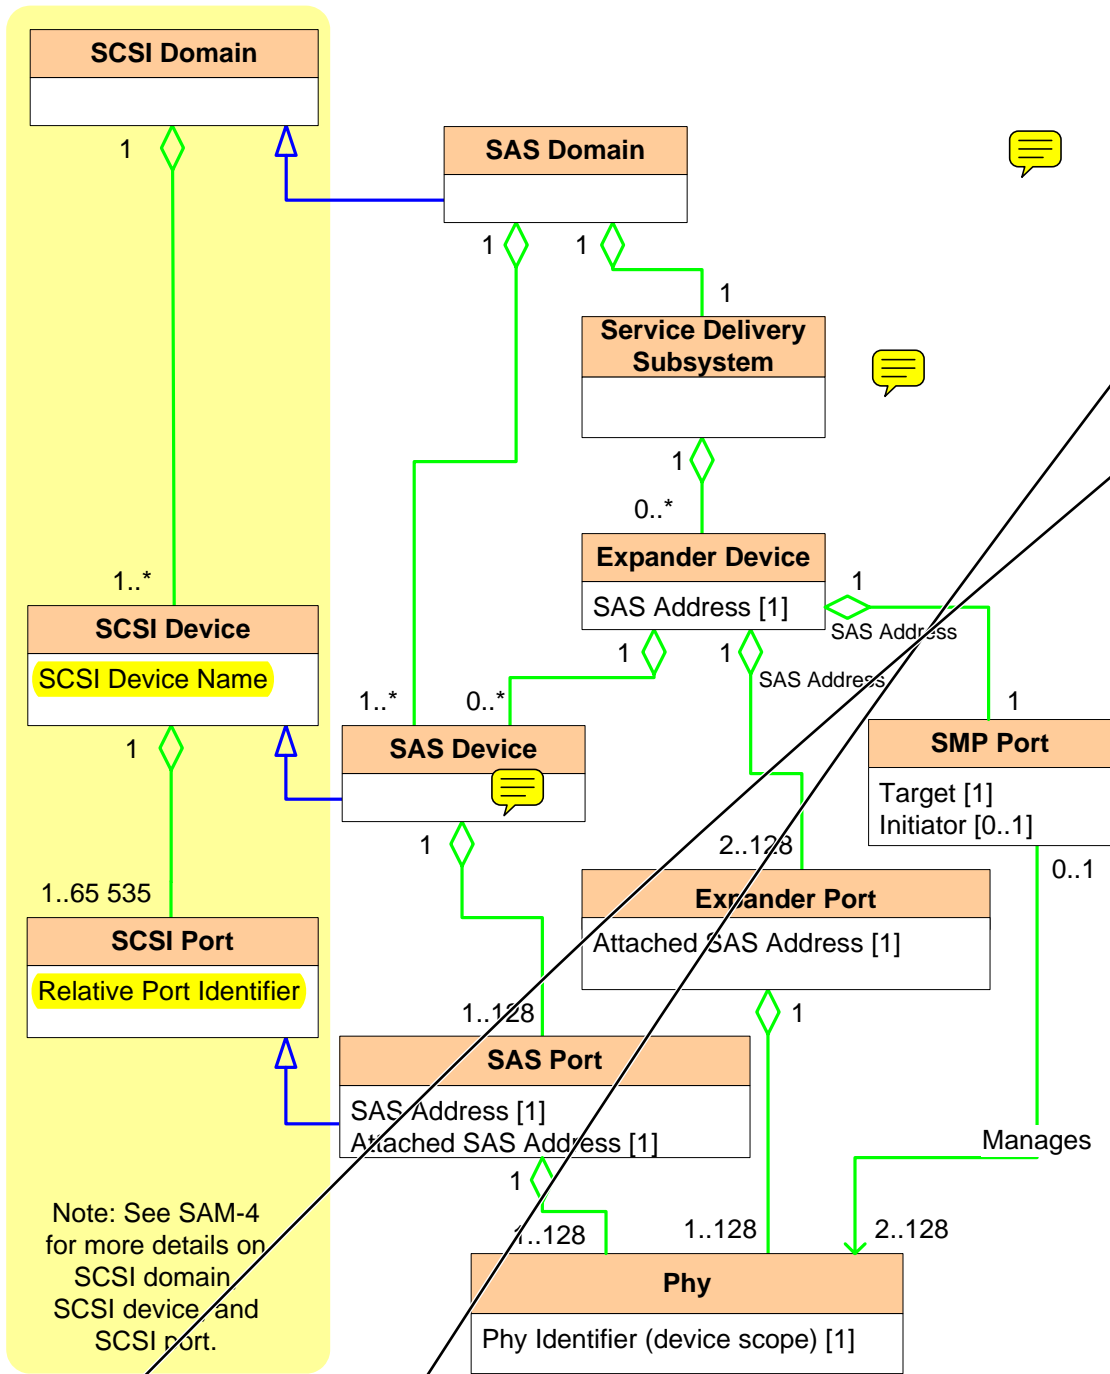 SCSI Domain
1
SAS Domain
1
1
1
Service Delivery
Subsystem
1
0..*
Expander Device
SAS Address [1]
1
SAS Address
1
1
SAS Address
1..*
SCSI Device
SCSI Device Name
1
1..*
0..*
SAS Device
1
1
SMP Port
Target [1]
Initiator [0..1]
0..1
2..128
Expander Port
Attached SAS Address [1]
1
1..65 535
SCSI Port
Relative Port Identifier
1..128
SAS Port
SAS Address [1]
Attached SAS Address [1]
1
Manages
1..128
1..128
2..128
Phy
Phy Identifier (device scope) [1]
Note: See SAM-4
for more details on
SCSI domain,
SCSI device, and
SCSI port.